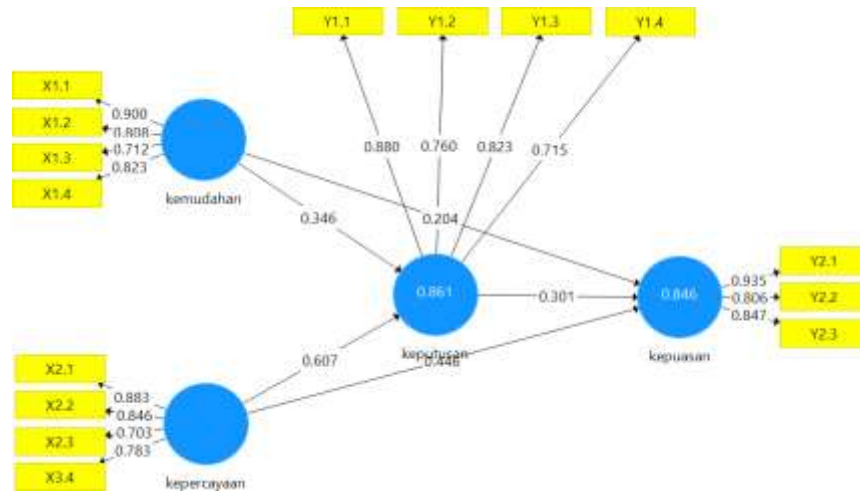 Y1.1
Y1.2
Y1.3
Y1.4
X1.1
X1.2
X1.3
X1.4
0.900
0.808
0.712
0.823
kemudahan
0.880
0.760
0.823
0.715
0.346
0.204
0.861
keputusan
0.301
0.846
kepuasan
0.935
0.806
0.847
Y2.1
Y2.2
Y2.3
0.607
0.446
X2.1
X2.2
X2.3
X3.4
0.883
0.846
0.703
0.783
kepercayaan